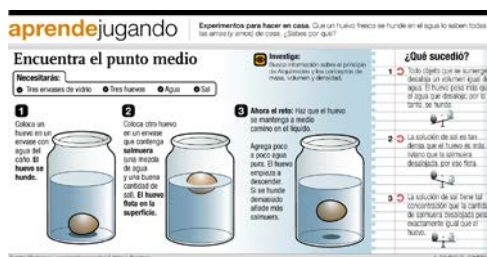 aprendejugando
Experimentos para hacer en casa. Que un huevo fresco se hunde en el agua lo saben todas
las amas (y amos) de casa. ¿Sabes por qué?
Encuentra el punto medio
Necesitarás:
Tres envases de vidrio Tres huevos Agua Sal
Investiga:
Busca información sobre el principio
de Arquímedes y los conceptos de
masa, volumen y densidad.
1
Coloca un
huevo en un
envase con
agua del
caño. El
huevo se
hunde.
2
Coloca otro huevo
en un envase
que contenga
salmuera
(una mezcla
de agua
y una buena
cantidad de
sal). El huevo
flota en la
superficie.
3 Ahora el reto: Haz que el huevo
se mantenga a medio
camino en el líquido.
Agrega poco
a poco agua
pura. El huevo
empieza a
descender.
Si se hunde
demasiado
añade más
salmuera.
¿Qué sucedió?
1 Todo objeto que se sumerge
desaloja un volumen igual de
agua. El huevo pesa más que
el agua que desaloja; por lo
tanto, se hunde.
2 La solución de sal es tan
densa que el huevo es más
liviano que la salmuera
desalojada, por eso flota.
3 La solución de sal tiene tal
concentración que la cantidad
de salmuera desalojada pesa
exactamente igual que el
huevo.